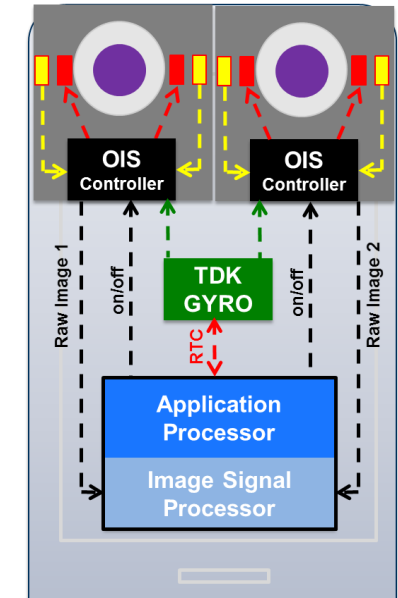 OIS
Controller
OIS
Controller
Raw Image 1
on/off
TDK
GYRO
on/off
Raw Image 2
RTC
Application
Processor
Image Signal
Processor